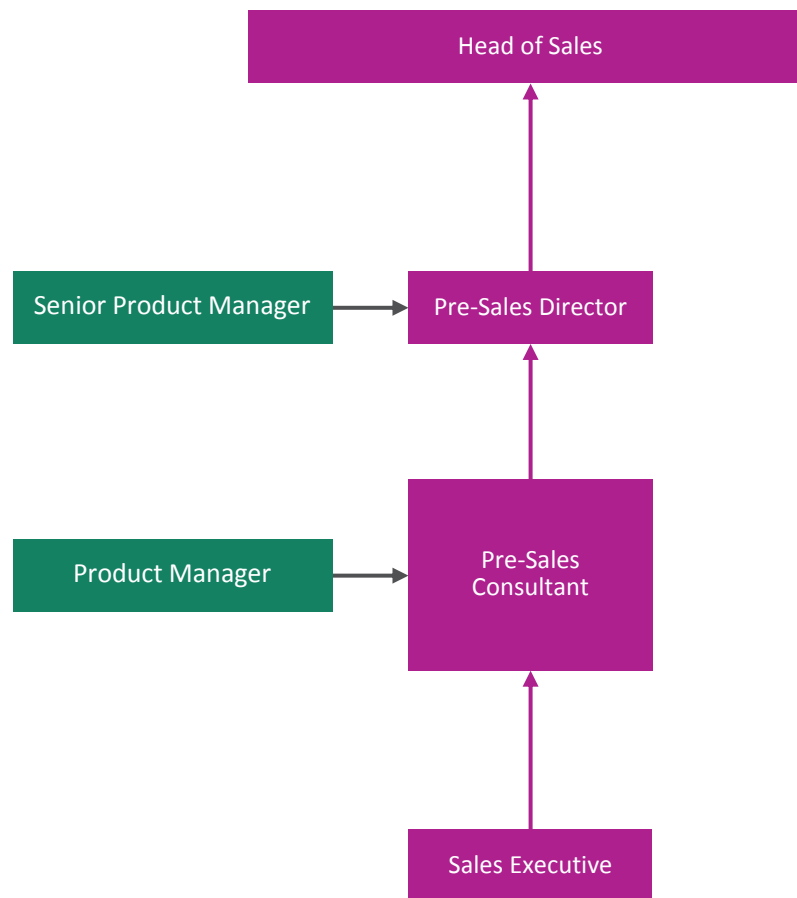 Head of Sales
Senior Product Manager
Pre-Sales Director
Product Manager
Pre-Sales
Consultant
Sales Executive